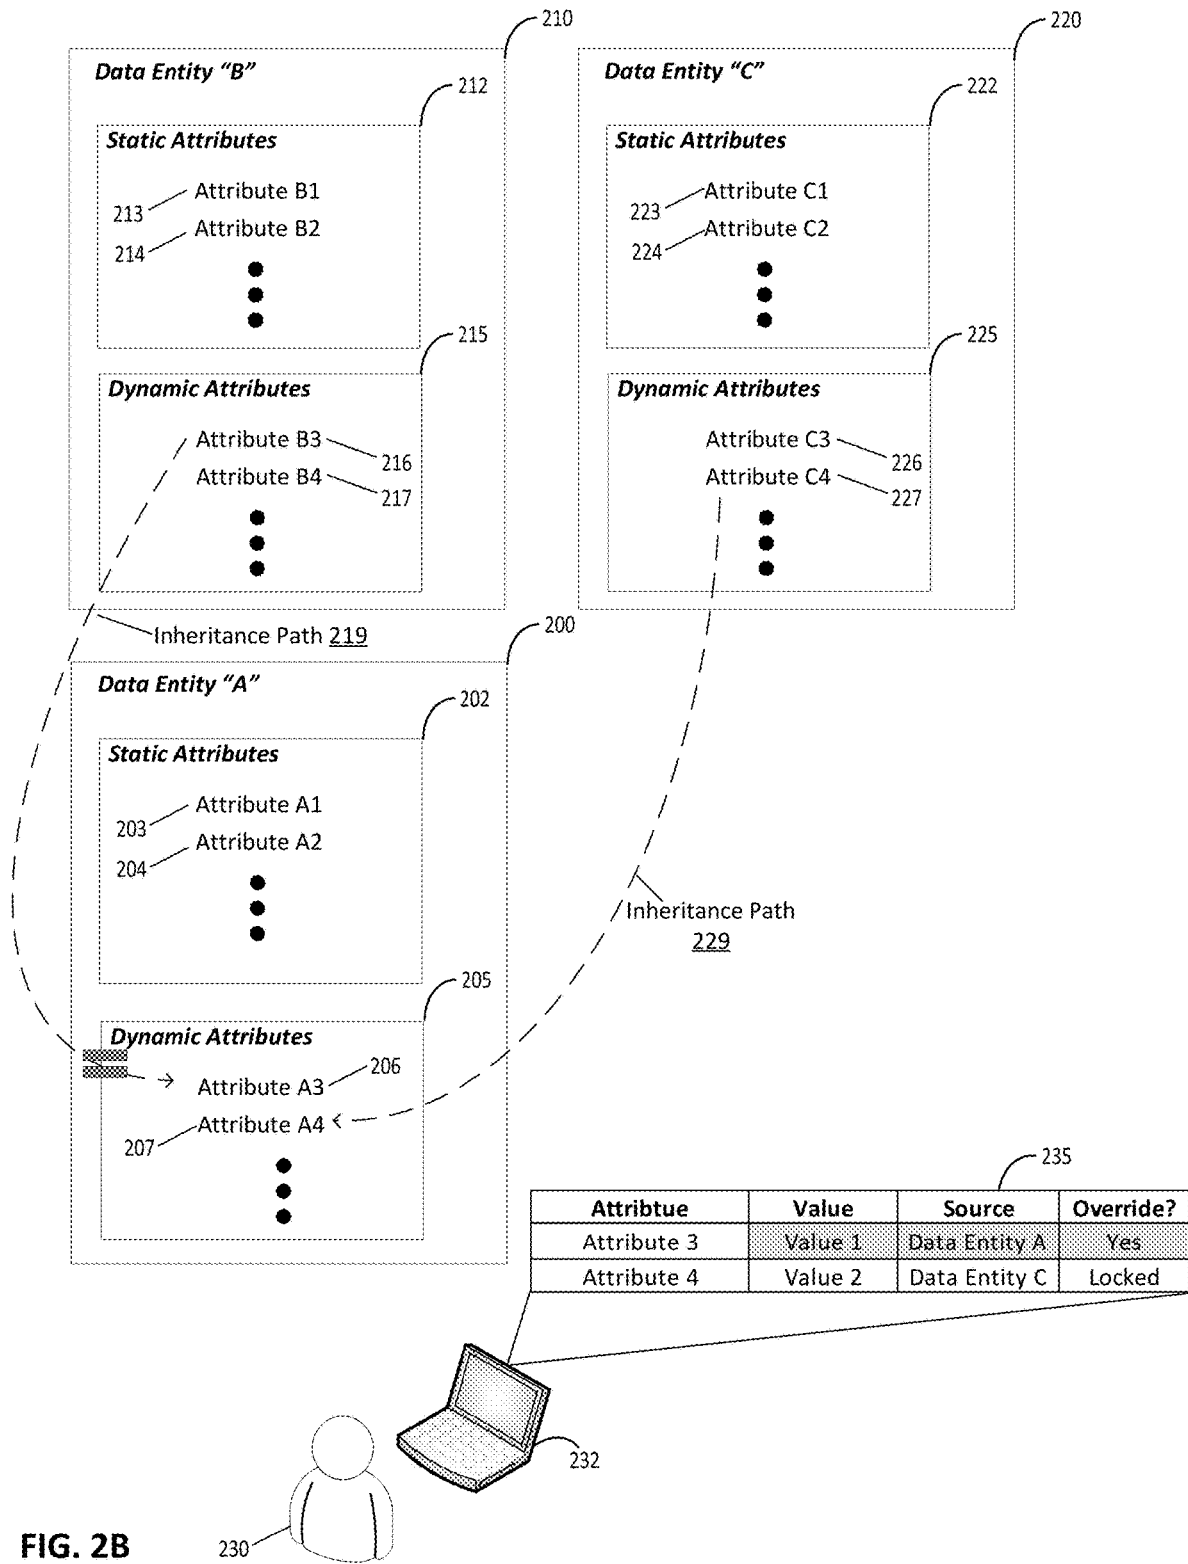 210
Data Entity “B”
212
Static Attributes
Attribute B1
213
Attribute B2
214
215
Dynamic Attributes
Attribute B3
216
Attribute B4
217
220
Data Entity “C”
222
Static Attributes
Attribute C1
223
Attribute C2
224
225
Dynamic Attributes
Attribute C3
226
Attribute C4
227
Inheritance Path 219
200
Data Entity “A”
202
Static Attributes
Attribute A1
203
Attribute A2
204
Inheritance Path
229
205
Dynamic Attributes
Attribute A3
206
Attribute A4
207
235
Attribtue Value Source Override?
Attribute 3 Value 1 Data Entity A Yes
Attribute 4 Value 2 Data Entity C Locked
232
230
FIG. 2B